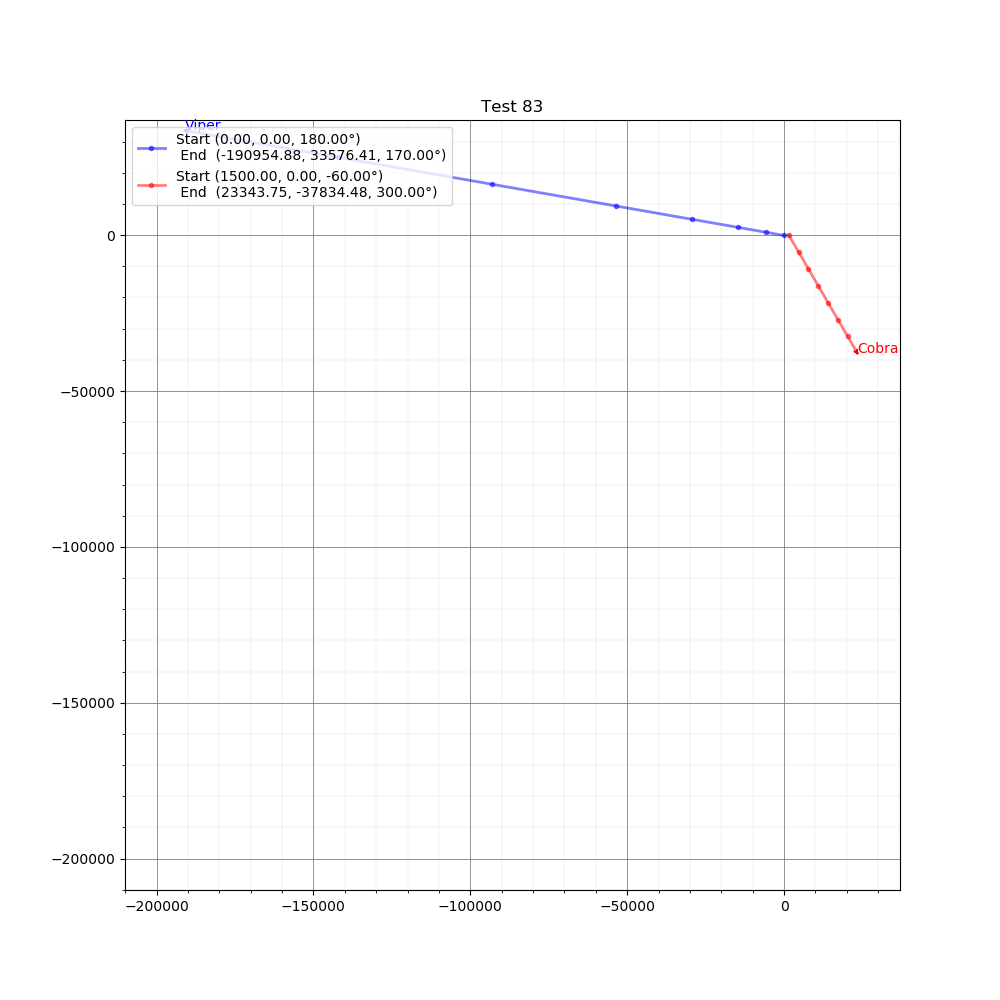 Test 83
Viper
Start (0.00, 0.00, 180.00°)
End (-190954.88, 33576.41, 170.00°)
Start (1500.00, 0.00, -60.00°)
End (23343.75, -37834.48, 300.00°)
0
Cobra
−50000
−100000
−150000
−200000
−200000 −150000 −100000 −50000 0